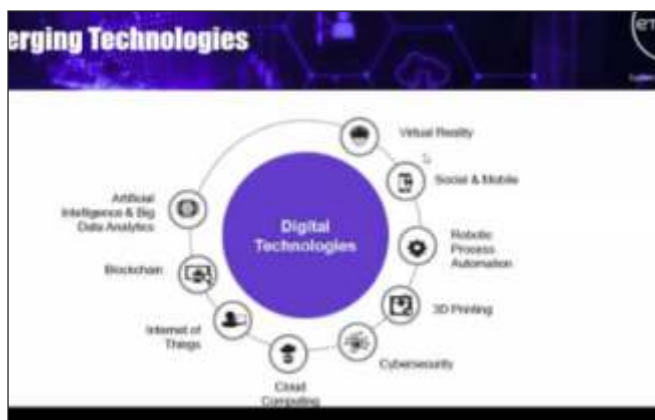 erging Technologies
Virtual Reality
Social & Mobile
Robotic
Process
Automation
3D Printing
Cybersecurity
Cloud
Computing
Internet of
Things
Blockchain
Artificial
Intelligence & Big
Data Analytics
Digital
Technologies